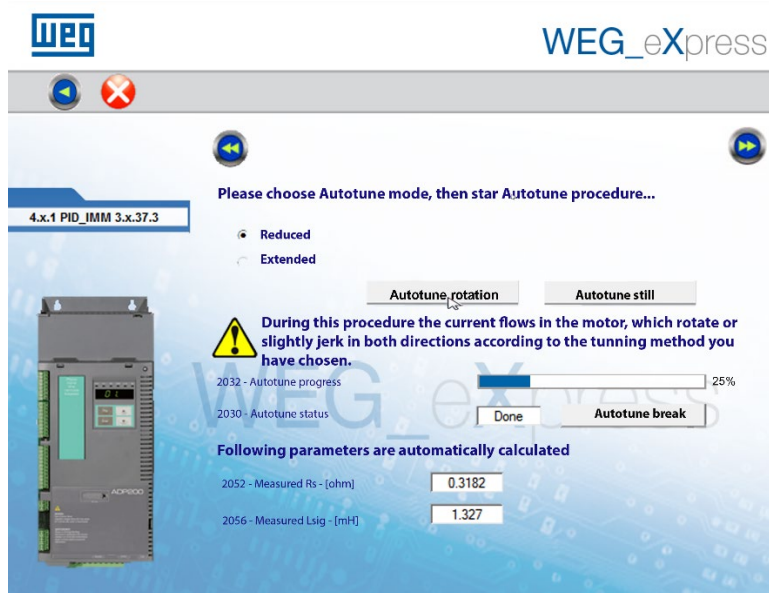 weg
WEG_eXpress
Please choose Autotune mode, then star Autotune procedure...
4.x.1 PID_IMM 3.x.37.3
Reduced
Extended
Autotune rotation
Autotune still
During this procedure the current flows in the motor, which rotate or
slightly jerk in both directions according to the tunning method you
have chosen.
2032 - Autotune progress
25%
WEG_eXpress
2030 - Autotune status
Done
Autotune break
Following parameters are automatically calculated
2052 - Measured Rs - [ohm]
0.3182
2056 - Measured Lsig - [mH]
1.327